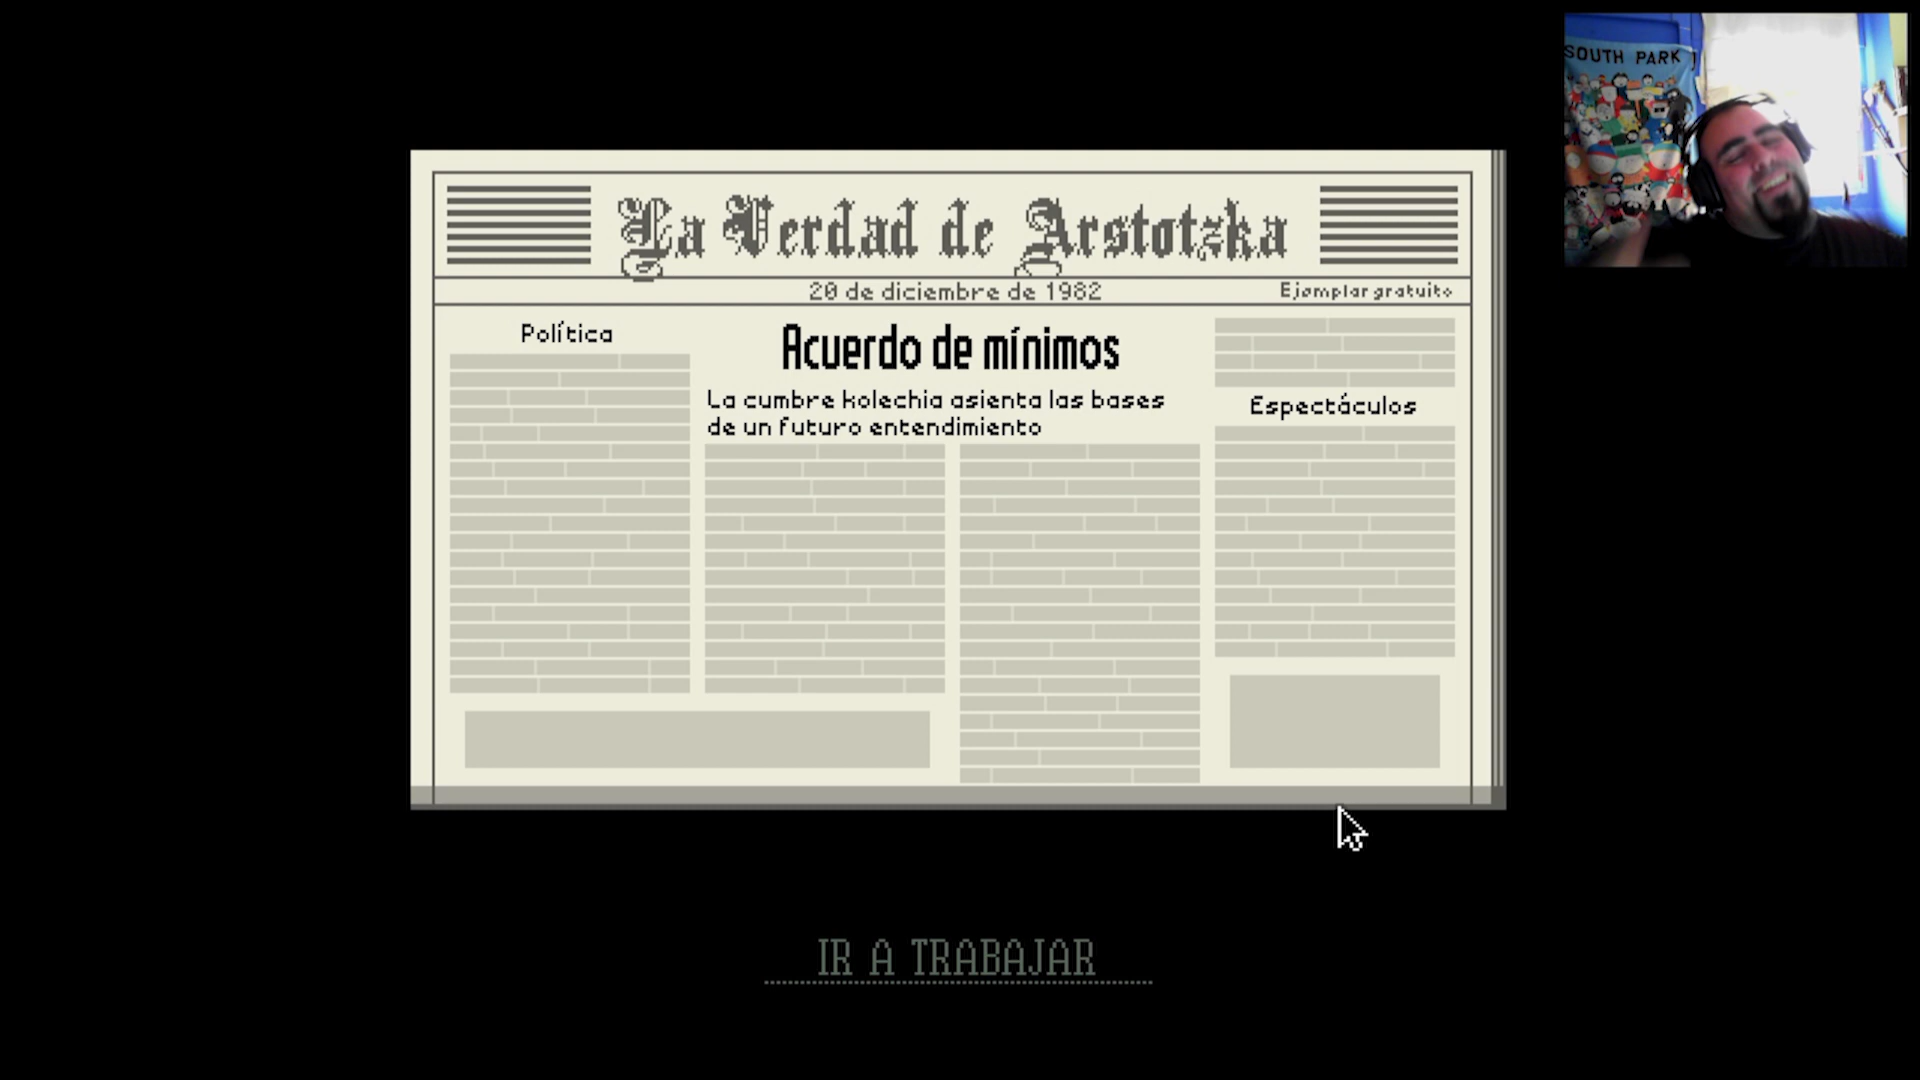 SOUTH PARK
La Verdad de Arstotzka
20 de diciembre de 1982
Ejemplar gratuito
Política
Acuerdo de mínimos
La cumbre kolechia asienta las bases
de un futuro entendimiento
Espectáculos
IR A TRABAJAR